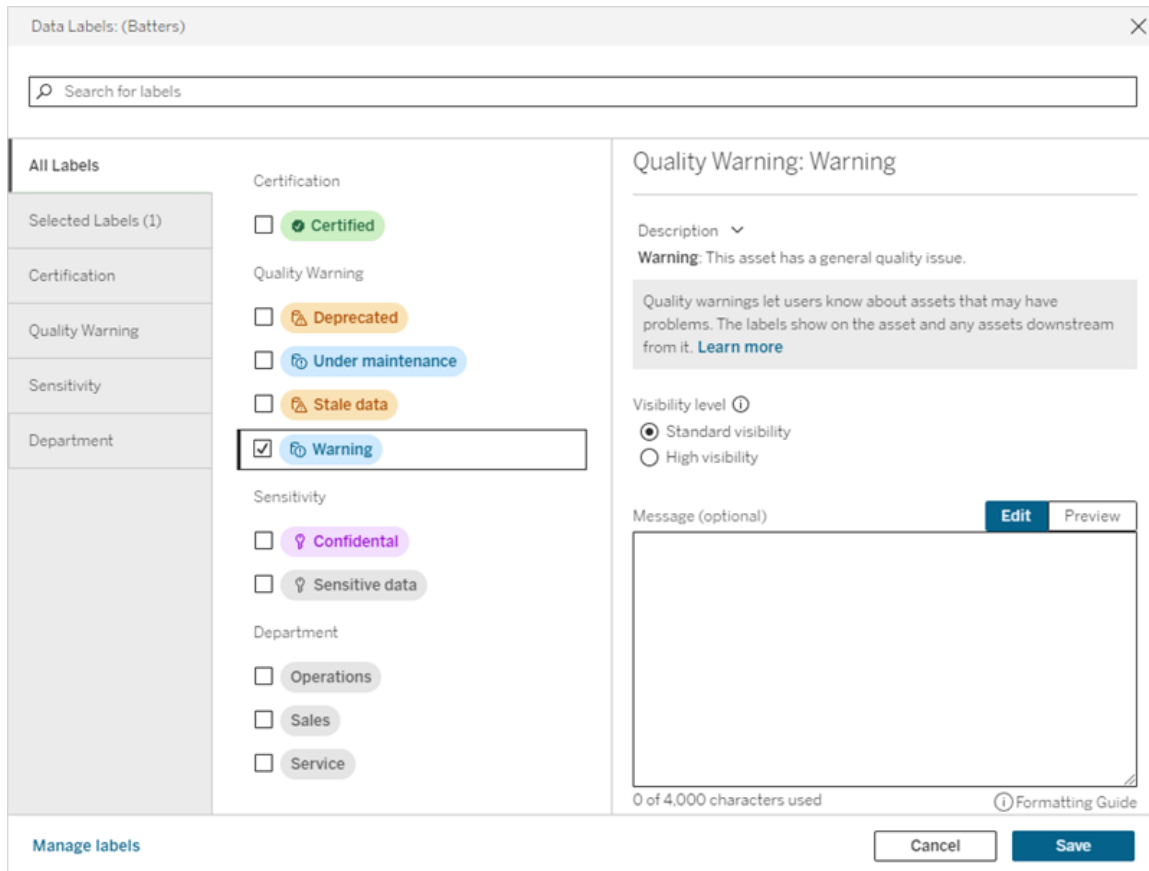 Data Labels: (Batters)
Search for labels
All Labels
Selected Labels (1)
Certification
Quality Warning
Sensitivity
Department
Certification
Certified
Quality Warning
Deprecated
Under maintenance
Stale data
Warning
Sensitivity
Confidental
Sensitive data
Department
Operations
Sales
Service
Quality Warning: Warning
Description
Warning: This asset has a general quality issue.
Quality warnings let users know about assets that may have
problems. The labels show on the asset and any assets downstream
from it. Learn more
Visibility level
Standard visibility
High visibility
Message (optional)
Edit
Preview
0 of 4,000 characters used
Formatting Guide
Manage labels
Cancel
Save